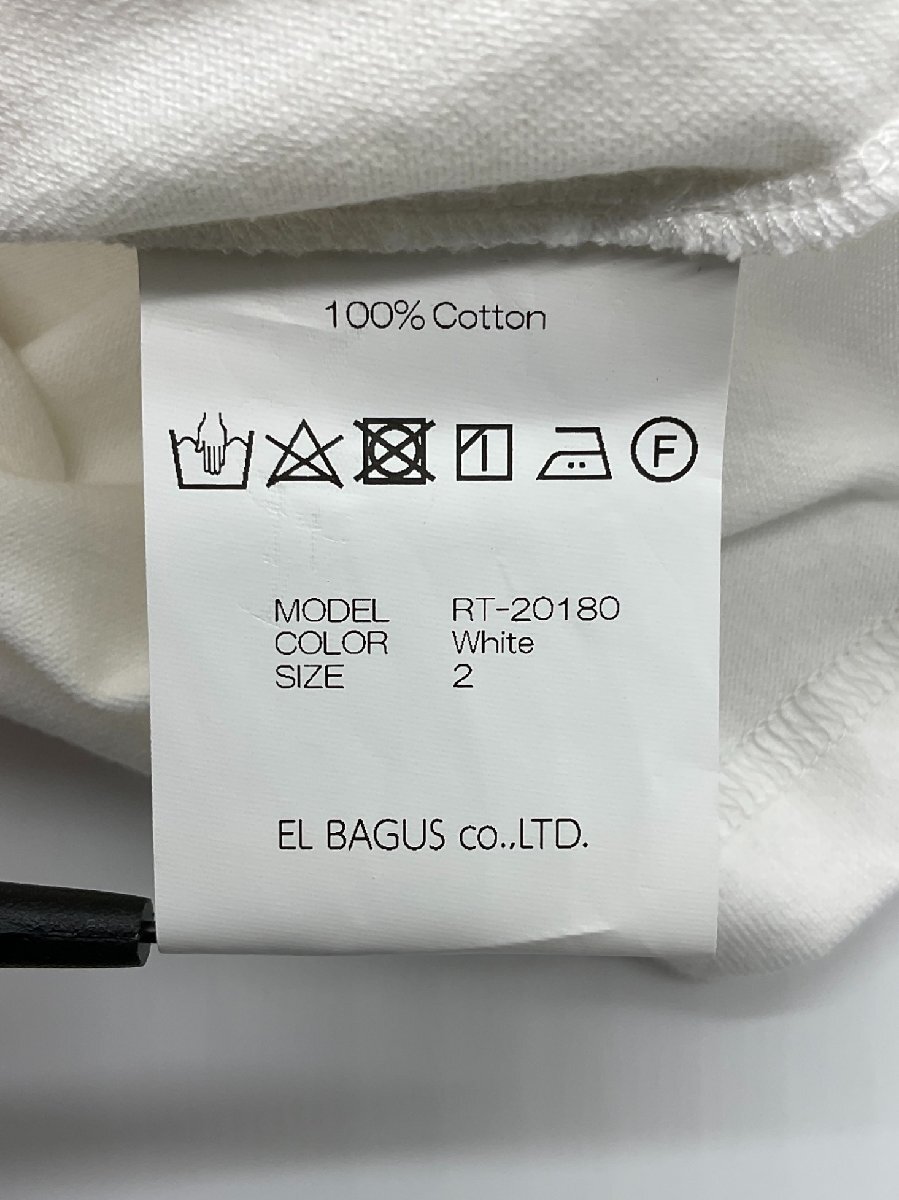 100% Cotton
F
MODEL RT-20180
COLOR White
SIZE 2
EL BAGUS co.,LTD.